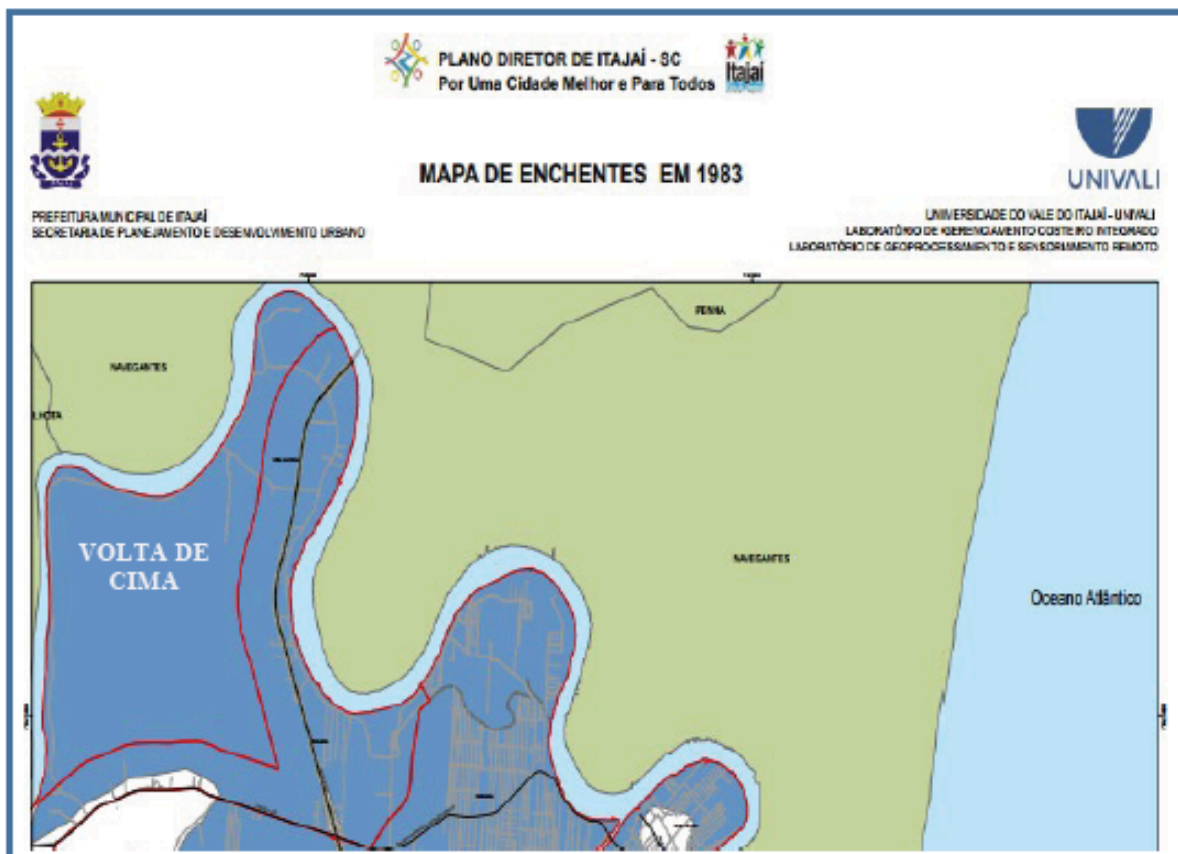 PLANO DIRETOR DE ITAJAÍ - SC
Por Uma Cidade Melhor e Para Todos
Itajaí
MAPA DE ENCHENTES EM 1983
UNIVALI
PREFEITURA MUNICIPAL DE ITAJAÍ
SECRETARIA DE PLANEJAMENTO E DESENVOLVIMENTO URBANO
UNIVERSIDADE DO VALE DO ITAJAÍ - UNIVALI
LABORATÓRIO DE GERENCIAMENTO COSTEIRO INTEGRADO
LABORATÓRIO DE GEOPROCESSAMENTO E SENSORIAMENTO REMOTO
PENHA
NAVEGANTES
VOLTA DE
CIMA
NAVEGANTES
Oceano Atlântico